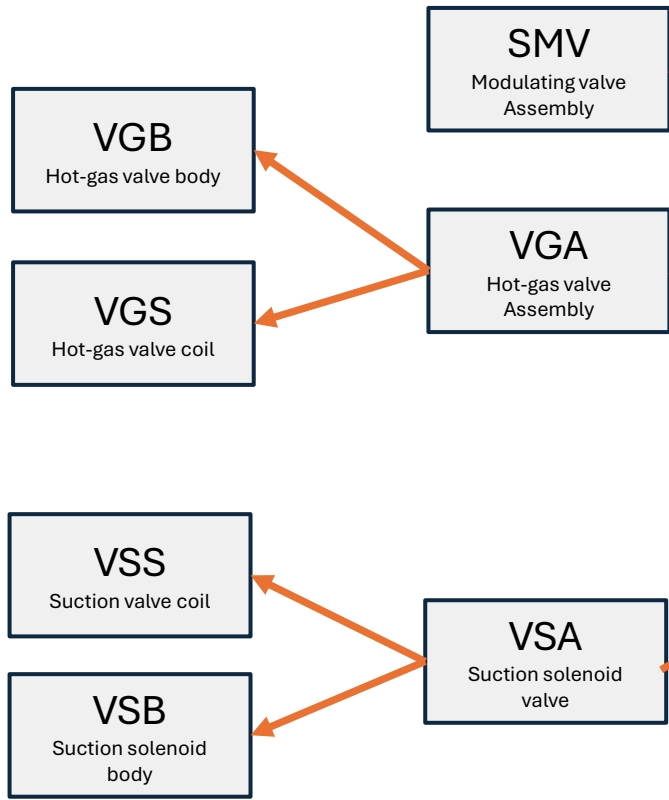 SMV
Modulating valve
Assembly
VGB
Hot-gas valve body
VGA
Hot-gas valve
Assembly
VGS
Hot-gas valve coil
VSS
Suction valve coil
VSA
Suction solenoid
valve
VSB
Suction solenoid
body